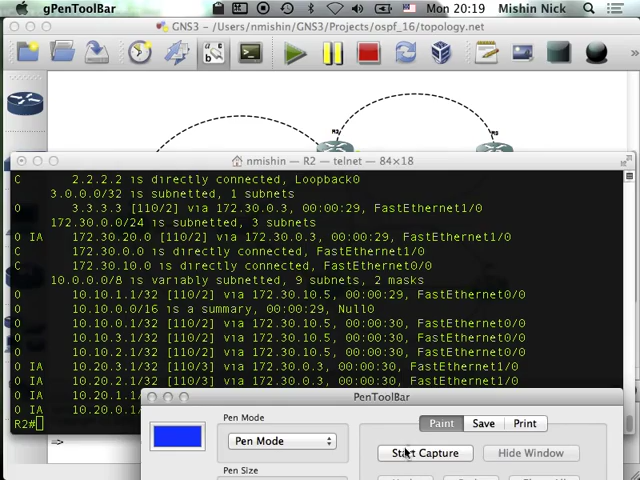 gPenToolBar
Mon 20:19 Mishin Nick
GNS3 — /Users/nmishin/GNS3/Projects/ospf_16/topology.net
nmishin — R2 — telnet — 84×18
C 2.2.2.2 is directly connected, Loopback0
3.0.0.0/32 is subnetted, 1 subnets
O 3.3.3.3 [110/2] via 172.30.0.3, 00:00:29, FastEthernet1/0
172.30.0.0/24 is subnetted, 3 subnets
O IA 172.30.20.0 [110/2] via 172.30.0.3, 00:00:29, FastEthernet1/0
C 172.30.0.0 is directly connected, FastEthernet1/0
C 172.30.10.0 is directly connected, FastEthernet0/0
10.0.0.0/8 is variably subnetted, 9 subnets, 2 masks
O 10.10.1.1/32 [110/2] via 172.30.10.5, 00:00:29, FastEthernet0/0
O 10.10.0.0/16 is a summary, 00:00:29, Null0
O 10.10.0.1/32 [110/2] via 172.30.10.5, 00:00:30, FastEthernet0/0
O 10.10.3.1/32 [110/2] via 172.30.10.5, 00:00:30, FastEthernet0/0
O 10.10.2.1/32 [110/2] via 172.30.10.5, 00:00:30, FastEthernet0/0
O IA 10.20.3.1/32 [110/3] via 172.30.0.3, 00:00:30, FastEthernet1/0
O IA 10.20.2.1/32 [110/3] via 172.30.0.3, 00:00:30, FastEthernet1/0
O IA 10.20.1.1
O IA 10.20.0.1
R2#
=>
PenToolBar
Pen Mode
Pen Mode
Pen Size
Paint Save Print
Start Capture Hide Window